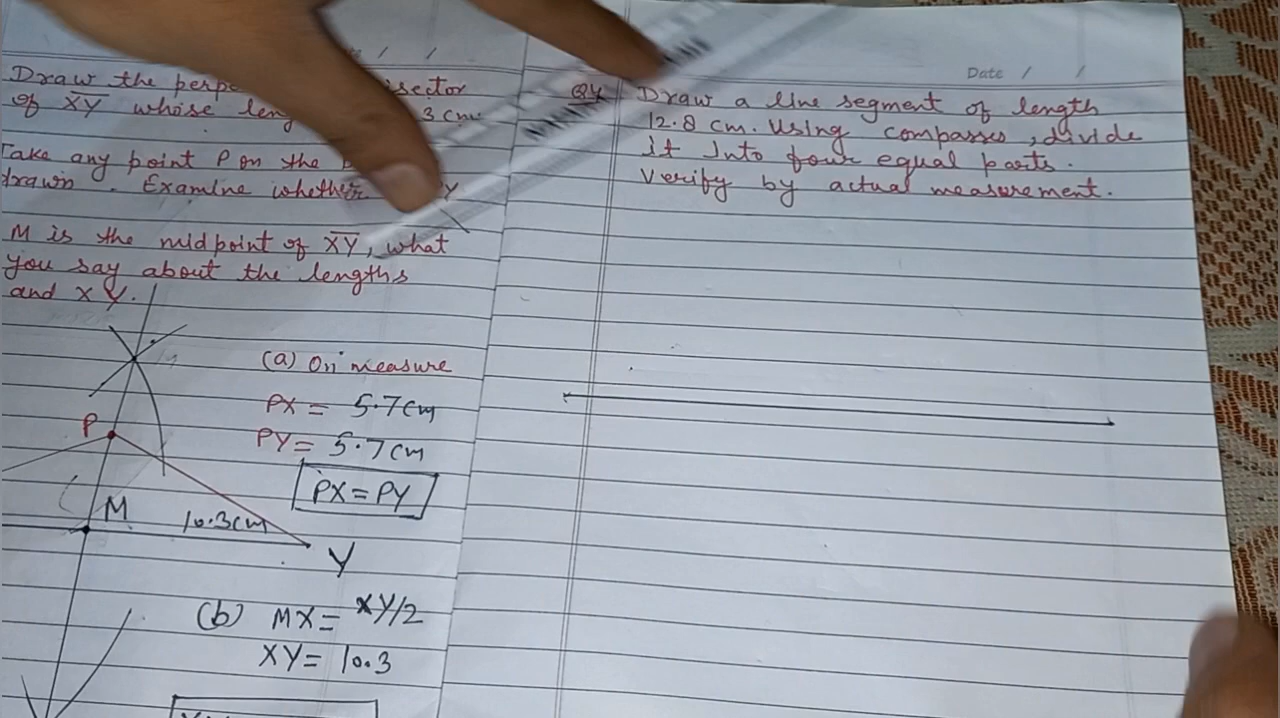 Draw the perpe sector
of XY whose leng 3 cm
Take any point P on the
drawn. Examine whether Y
M is the midpoint of XY, what
you say about the lengths
and XY.
(a) On measure
PX = 5.7cm
PY = 5.7cm
PX = PY
P
M
10.3cm
Y
(b) MX = XY/2
XY = 10.3
Date / /
Q4 Draw a line segment of length
12.8 cm. Using compasses, divide
it into four equal parts.
Verify by actual measurement.